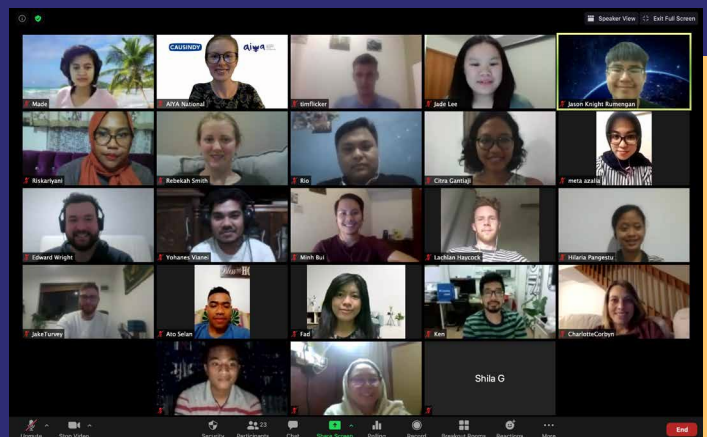 Speaker View Exit Full Screen
CAUSINDY aiya
Made AIYA National timflicker Jade Lee Jason Knight Rumengan
Riskariyani Rebekah Smith Rio Citra Gantiaji meta azalia
Edward Wright Yohanes Vianei Minh Bui Lachlan Haycock Hilaria Pangestu
JakeTurvey Ato Selan Fad Ken CharlotteCorbyn
Shila G
23
Unmute Stop Video Security Participants Chat Share Screen Polling Record Breakout Rooms Reactions More End